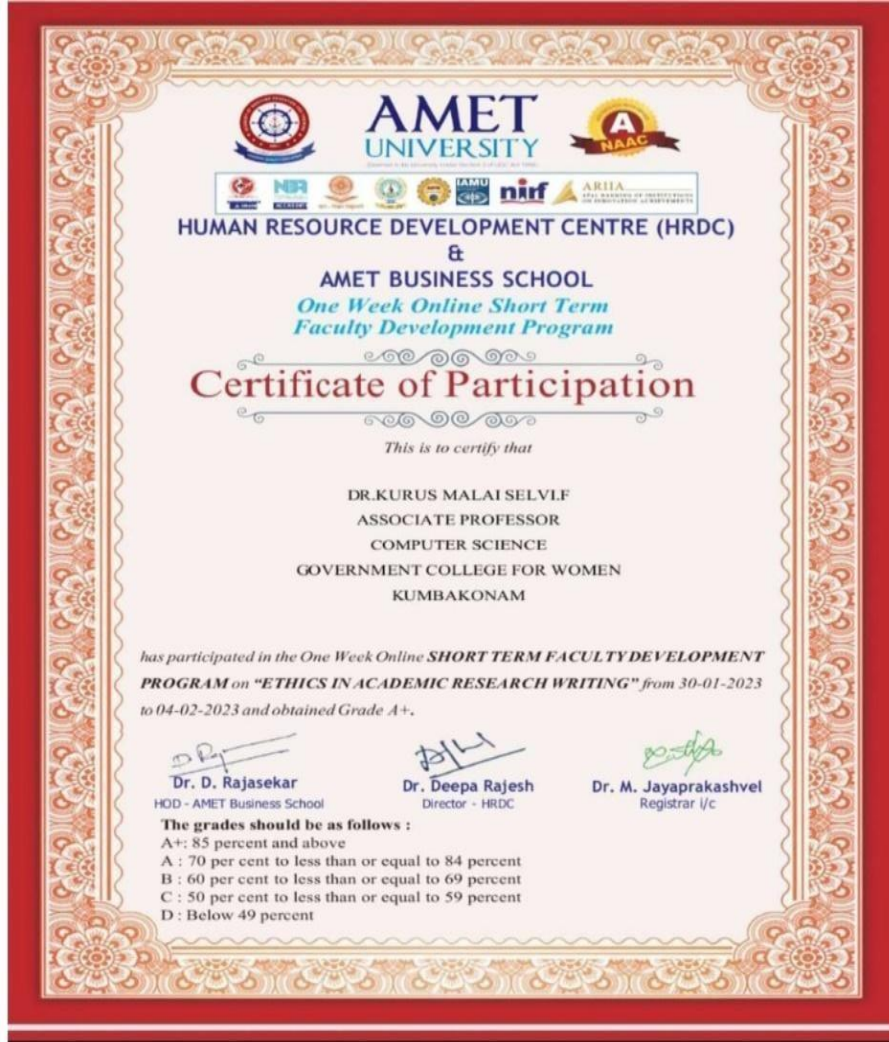 AMET
UNIVERSITY
A
NAAC
IAMU
nirf
ARIIA
HUMAN RESOURCE DEVELOPMENT CENTRE (HRDC)
&
AMET BUSINESS SCHOOL
One Week Online Short Term
Faculty Development Program
Certificate of Participation
This is to certify that
DR.KURUS MALAI SELVI.F
ASSOCIATE PROFESSOR
COMPUTER SCIENCE
GOVERNMENT COLLEGE FOR WOMEN
KUMBAKONAM
has participated in the One Week Online SHORT TERM FACULTY DEVELOPMENT
PROGRAM on “ETHICS IN ACADEMIC RESEARCH WRITING” from 30-01-2023
to 04-02-2023 and obtained Grade A+.
Dr. D. Rajasekar
HOD - AMET Business School
Dr. Deepa Rajesh
Director - HRDC
Dr. M. Jayaprakashvel
Registrar i/c
The grades should be as follows :
A+: 85 percent and above
A : 70 per cent to less than or equal to 84 percent
B : 60 per cent to less than or equal to 69 percent
C : 50 per cent to less than or equal to 59 percent
D : Below 49 percent